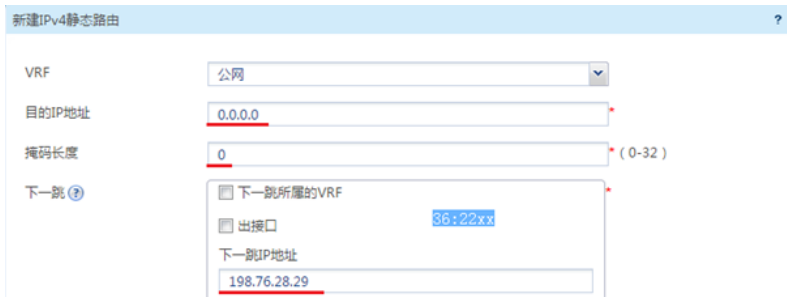 新建IPv4静态路由 ?
VRF 公网
目的IP地址 0.0.0.0 *
掩码长度 0 * ( 0-32 )
下一跳 ? 下一跳所属的VRF *
出接口 36:22xx
下一跳IP地址
198.76.28.29